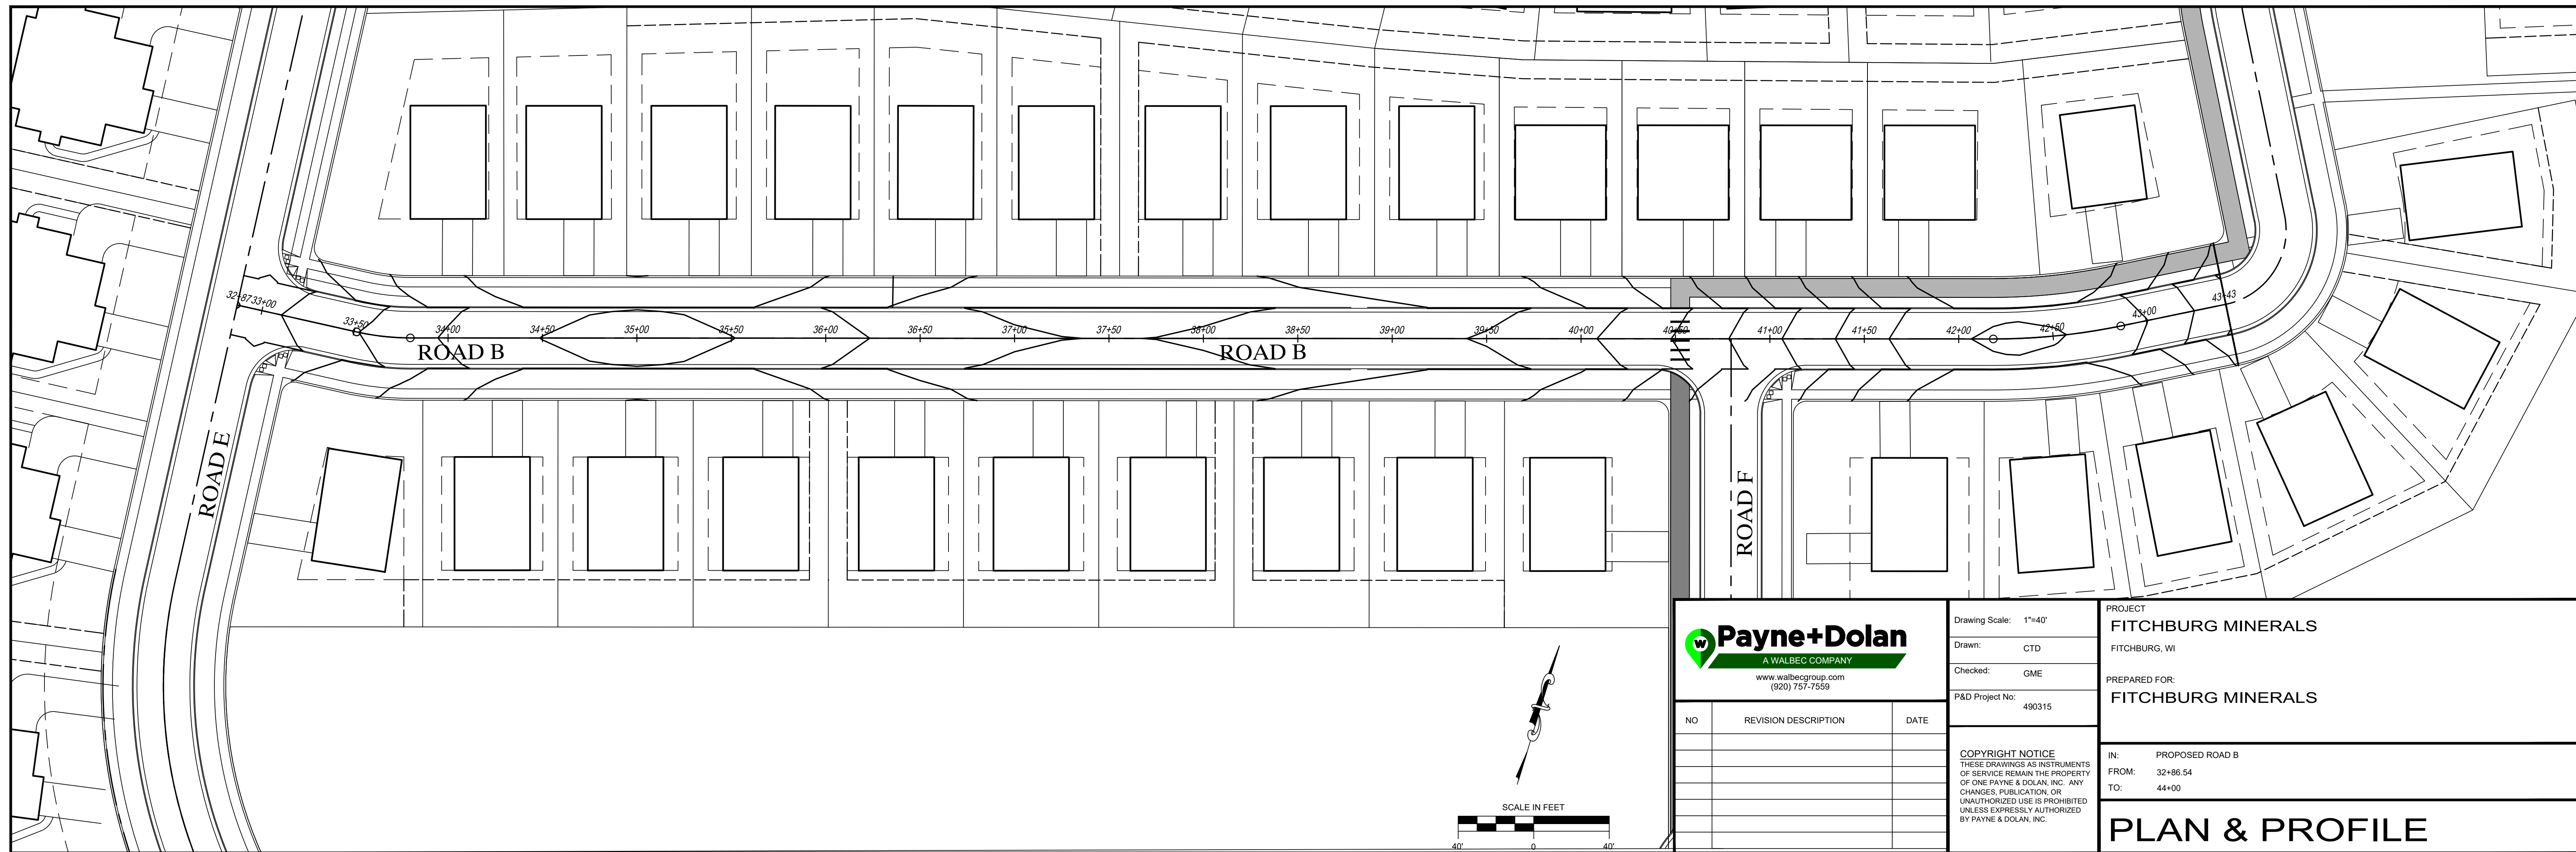 32+87
33+00
33+50
34+00
34+50
35+00
35+50
36+00
36+50
37+00
37+50
38+00
38+50
39+00
39+50
40+00
40+50
41+00
41+50
42+00
42+50
43+00
43+43
ROAD B
ROAD B
ROAD E
ROAD F
SCALE IN FEET
40' 0 40'
W
Payne+Dolan
A WALBEC COMPANY
www.walbecgroup.com
(920) 757-7559
NO REVISION DESCRIPTION DATE
Drawing Scale: 1"=40'
Drawn: CTD
Checked: GME
P&D Project No:
490315
COPYRIGHT NOTICE
THESE DRAWINGS AS INSTRUMENTS
OF SERVICE REMAIN THE PROPERTY
OF ONE PAYNE & DOLAN, INC. ANY
CHANGES, PUBLICATION, OR
UNAUTHORIZED USE IS PROHIBITED
UNLESS EXPRESSLY AUTHORIZED
BY PAYNE & DOLAN, INC.
PROJECT
FITCHBURG MINERALS
FITCHBURG, WI
PREPARED FOR:
FITCHBURG MINERALS
IN: PROPOSED ROAD B
FROM: 32+86.54
TO: 44+00
PLAN & PROFILE